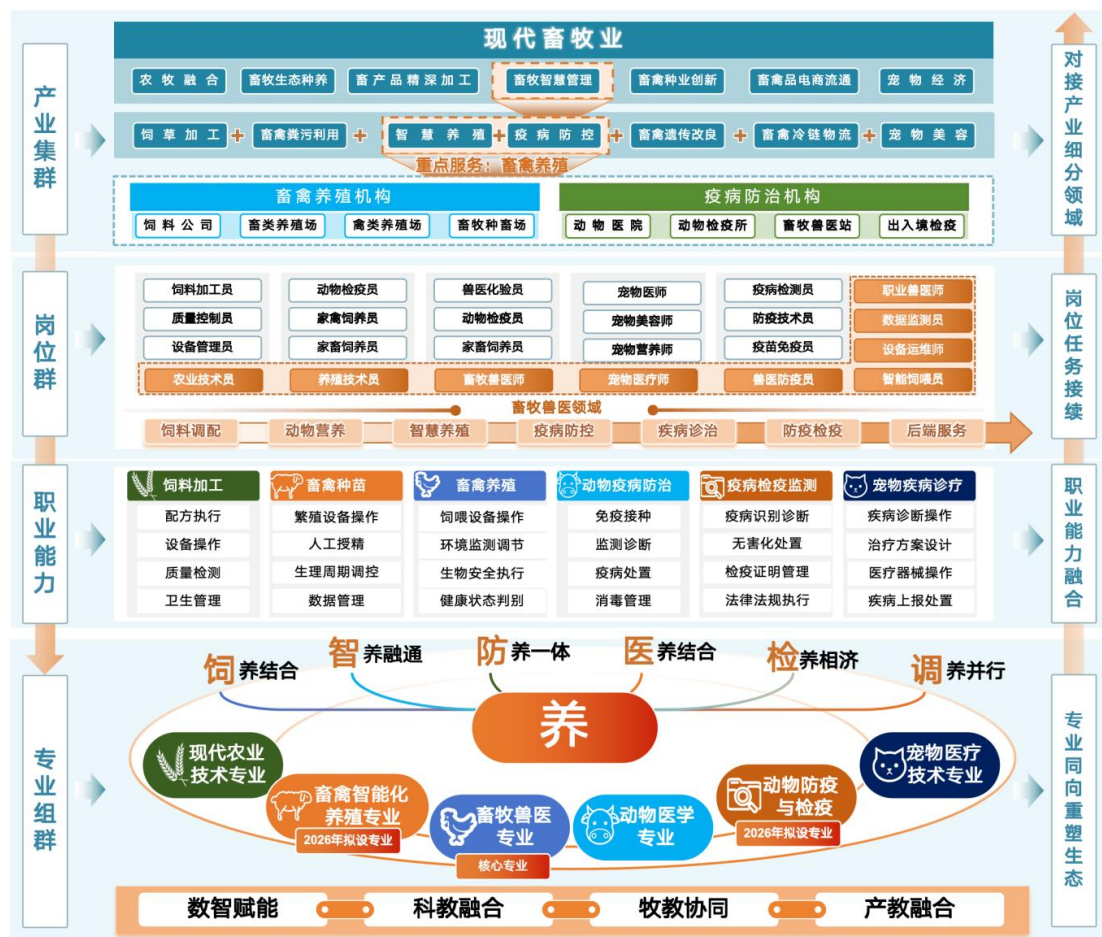 现代畜牧业
农牧融合 畜牧生态种养 畜产品精深加工 畜牧智慧管理 畜禽种业创新 畜禽品电商流通 宠物经济
饲草加工 + 畜禽粪污利用 + 智慧养殖 + 疫病防控 + 畜禽遗传改良 + 畜禽冷链物流 + 宠物美容
重点服务：畜禽养殖
畜禽养殖机构 疫病防治机构
饲料公司 畜类养殖场 禽类养殖场 畜牧种畜场 动物医院 动物检疫所 畜牧兽医站 出入境检疫
产业集群
对接产业细分领域
饲料加工员 动物检疫员 兽医化验员 宠物医师 疫病检测员 职业兽医师
质量控制员 家禽饲养员 动物检疫员 宠物美容师 防疫技术员 数据监测员
设备管理员 家畜饲养员 家畜饲养员 宠物营养师 疫苗免疫员 设备运维师
农业技术员 养殖技术员 畜牧兽医师 宠物医疗师 兽医防疫员 智能饲喂员
畜牧兽医领域
饲料调配 动物营养 智慧养殖 疫病防控 疾病诊治 防疫检疫 后端服务
岗位群
岗位任务接续
饲料加工 畜禽种苗 畜禽养殖 动物疫病防治 疫病检疫监测 宠物疾病诊疗
配方执行 繁殖设备操作 饲喂设备操作 免疫接种 疫病识别诊断 疾病诊断操作
设备操作 人工授精 环境监测调节 监测诊断 无害化处置 治疗方案设计
质量检测 生理周期调控 生物安全执行 疫病处置 检疫证明管理 医疗器械操作
卫生管理 数据管理 健康状态判别 消毒管理 法律法规执行 疾病上报处置
职业能力
职业能力融合
饲养结合 智养融通 防养一体 医养结合 检养相济 调养并行
养
现代农业
技术专业
畜禽智能化
养殖专业
2026年拟设专业
畜牧兽医
专业
核心专业
动物医学
专业
动物防疫
与检疫
2026年拟设专业
宠物医疗
技术专业
专业组群
专业同向重塑生态
数智赋能 科教融合 牧教协同 产教融合